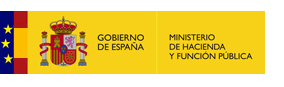 GOBIERNO
DE ESPAÑA
MINISTERIO
DE HACIENDA
Y FUNCIÓN PÚBLICA